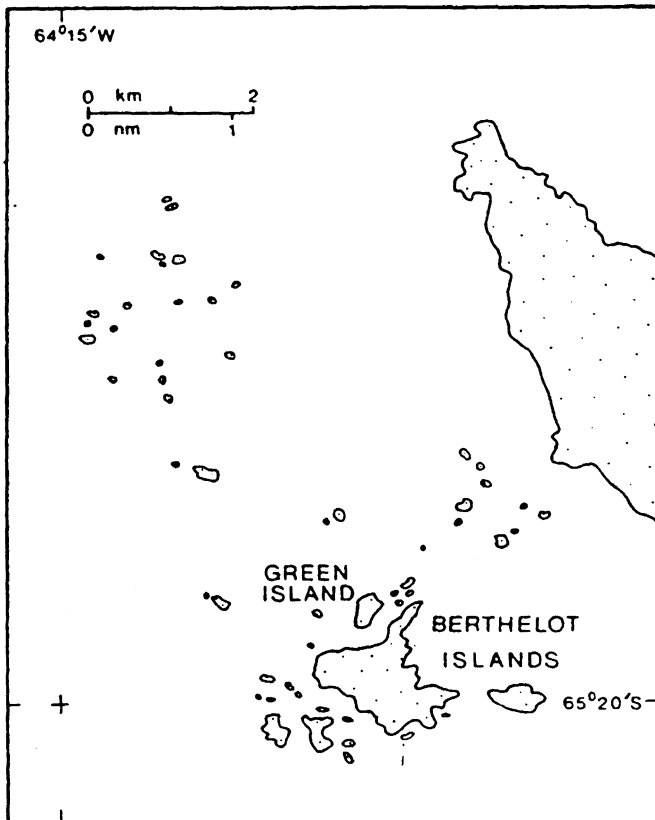 64°15'W
0 km 2
0 nm 1
GREEN
ISLAND
BERTHELOT
ISLANDS
65°20'S